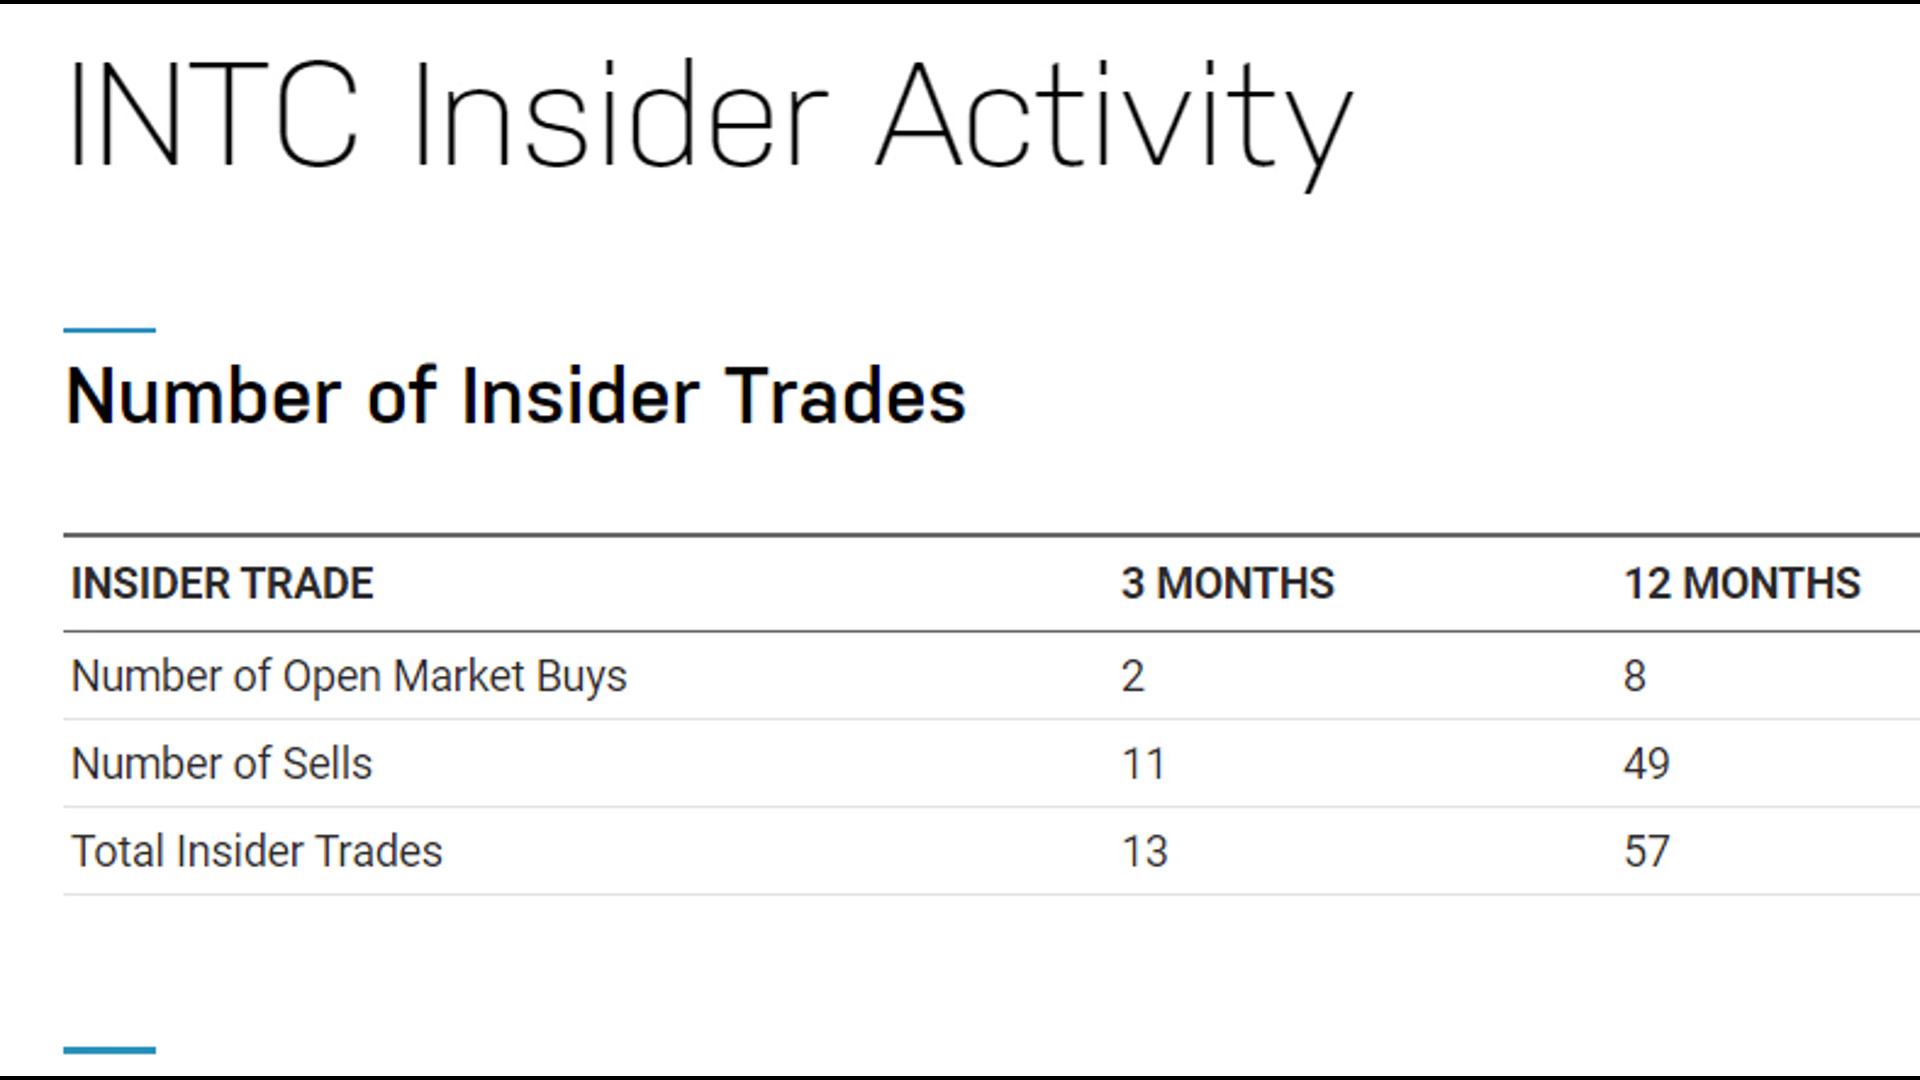 INTC Insider Activity
Number of Insider Trades
INSIDER TRADE 3 MONTHS 12 MONTHS
Number of Open Market Buys 2 8
Number of Sells 11 49
Total Insider Trades 13 57